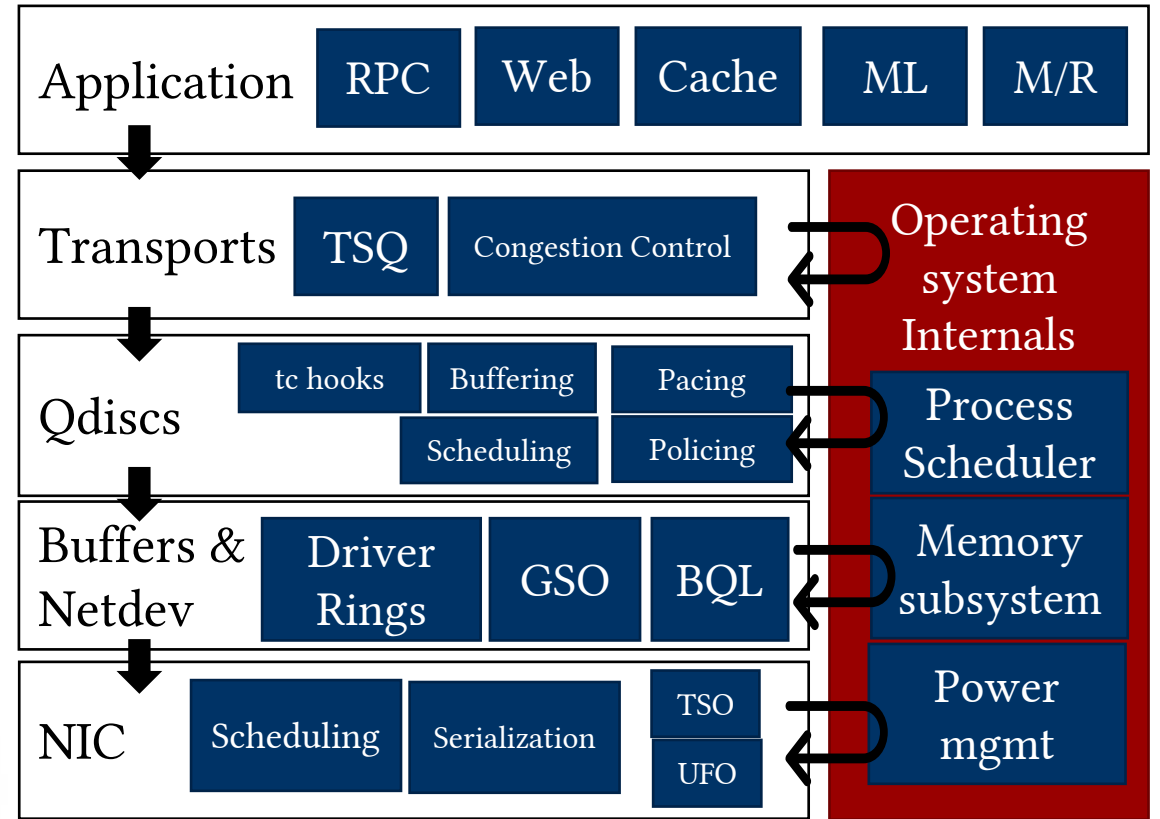 Application
RPC
Web
Cache
ML
M/R
Transports
TSQ
Congestion Control
Operating
system
Internals
Qdiscs
tc hooks
Buffering
Pacing
Scheduling
Policing
Process
Scheduler
Buffers &
Netdev
Driver
Rings
GSO
BQL
Memory
subsystem
NIC
Scheduling
Serialization
TSO
UFO
Power
mgmt